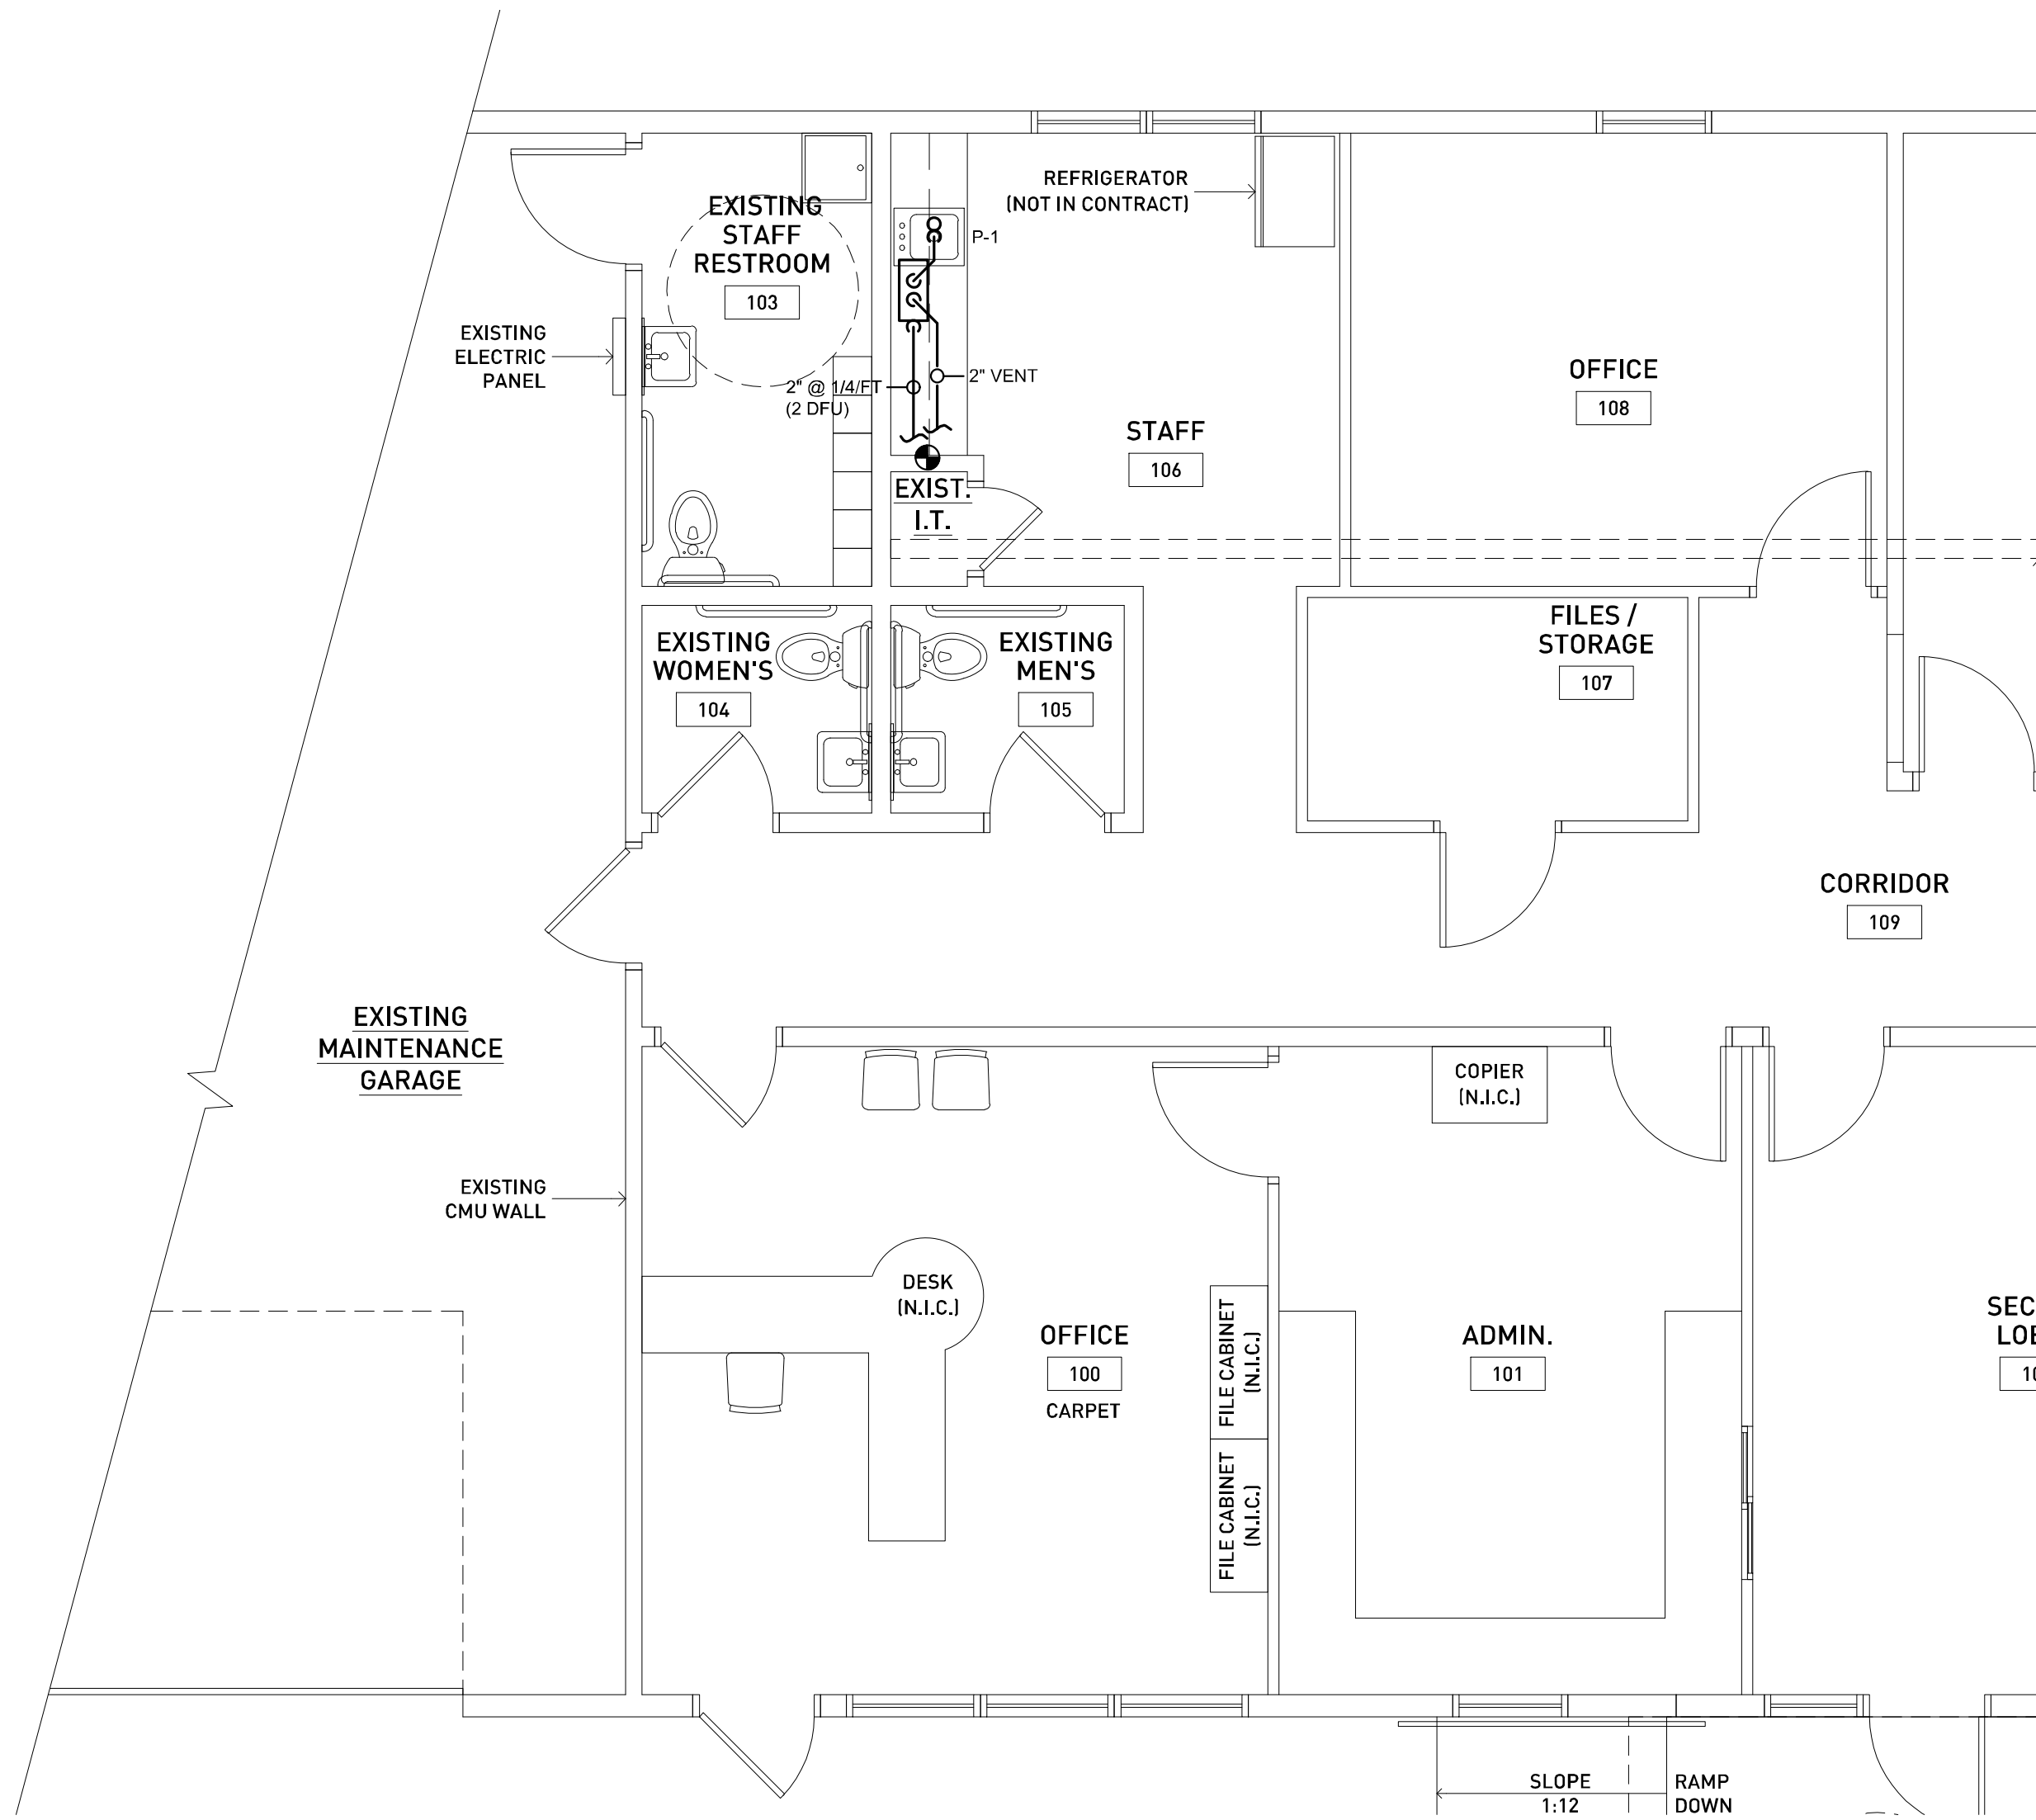 REFRIGERATOR
(NOT IN CONTRACT)
EXISTING
STAFF
RESTROOM
103
P-1
EXISTING
ELECTRIC
PANEL
2" @ 1/4/FT
(2 DFU)
2" VENT
OFFICE
108
STAFF
106
EXIST.
I.T.
EXISTING
WOMEN'S
104
EXISTING
MEN'S
105
FILES /
STORAGE
107
CORRIDOR
109
EXISTING
MAINTENANCE
GARAGE
COPIER
(N.I.C.)
EXISTING
CMU WALL
DESK
(N.I.C.)
OFFICE
100
CARPET
FILE CABINET
(N.I.C.)
FILE CABINET
(N.I.C.)
ADMIN.
101
SLOPE
1:12
RAMP
DOWN